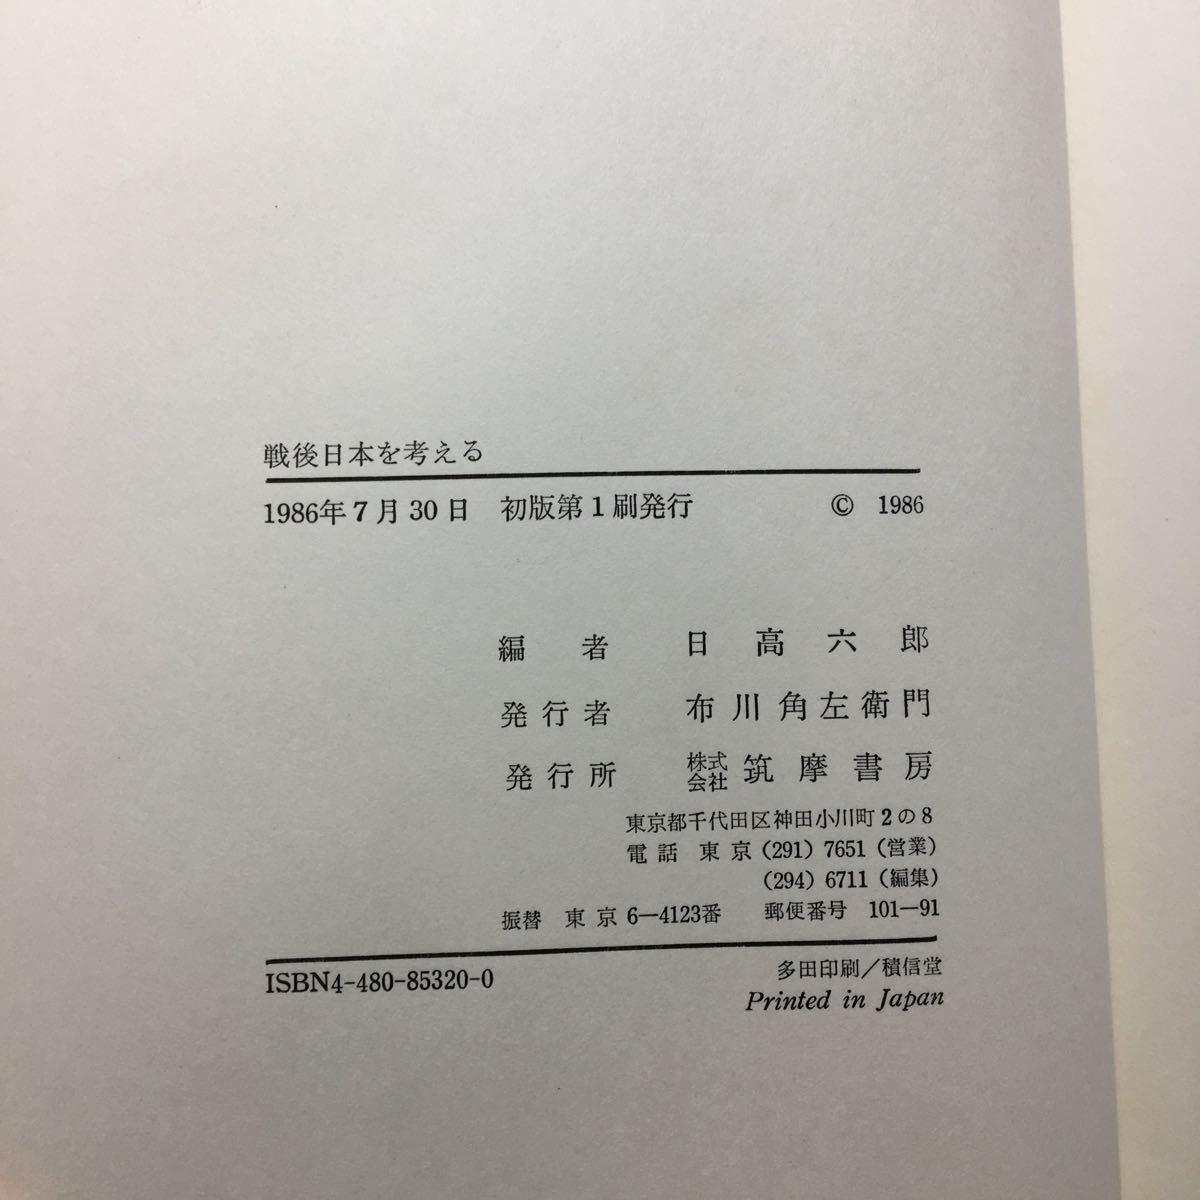 戦後日本を考える
1986年7月30日 初版第1刷発行 © 1986
編者 日高六郎
発行者 布川角左衛門
発行所 株式会社 筑摩書房
東京都千代田区神田小川町2の8
電話 東京 (291) 7651 (営業)
(294) 6711 (編集)
振替 東京 6—4123番 郵便番号 101—91
ISBN4-480-85320-0 多田印刷/積信堂
Printed in Japan